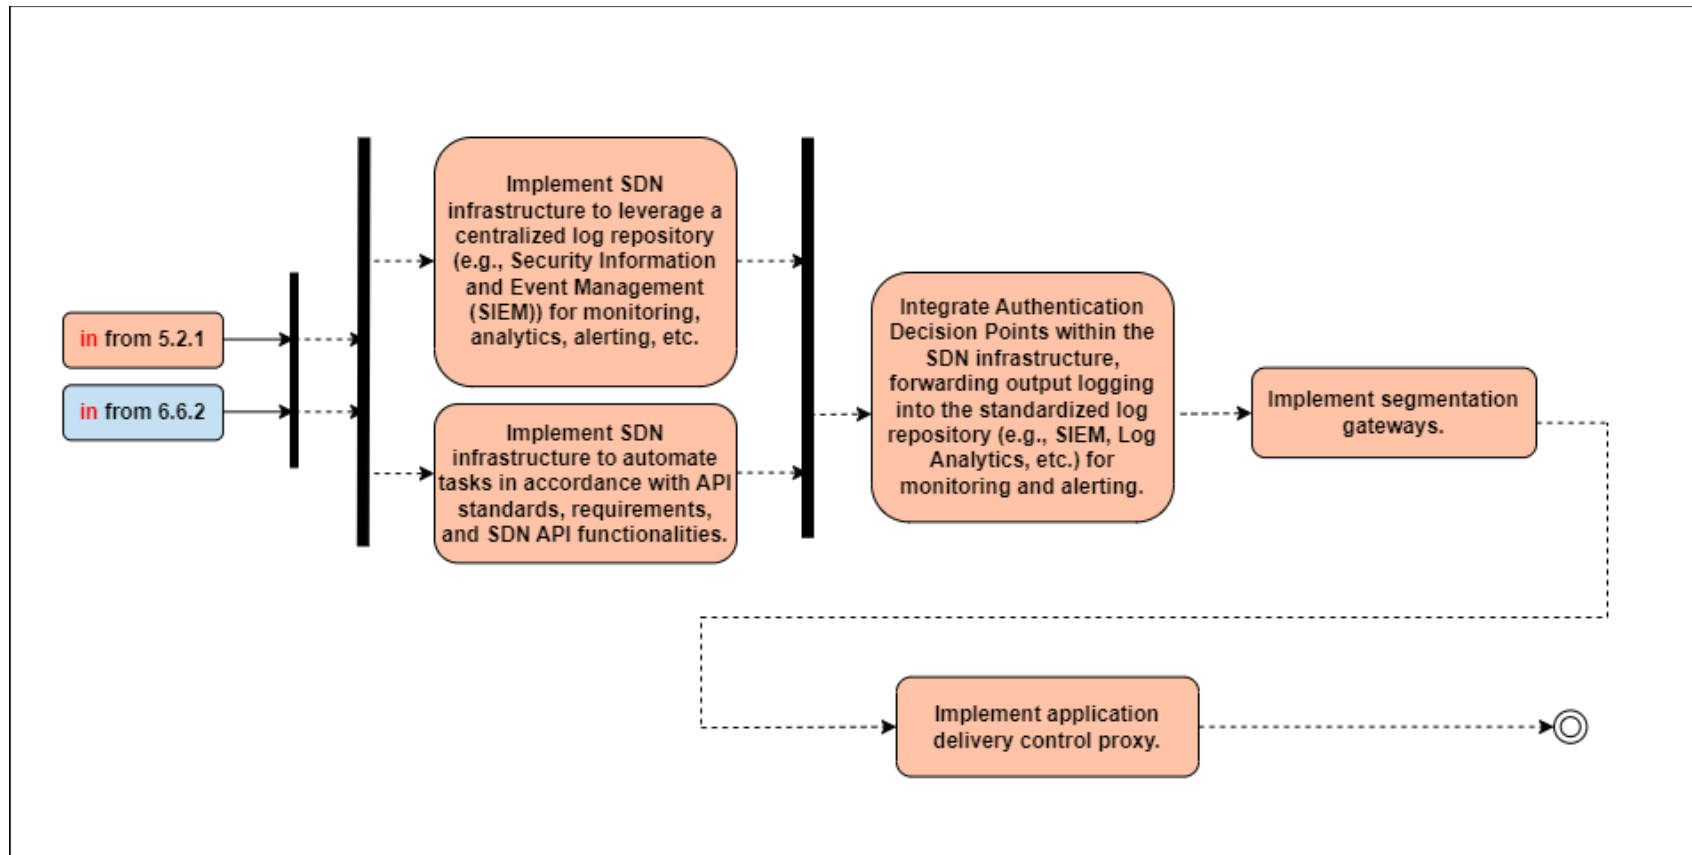 in from 5.2.1
in from 6.6.2
Implement SDN
infrastructure to leverage a
centralized log repository
(e.g., Security Information
and Event Management
(SIEM)) for monitoring,
analytics, alerting, etc.
Implement SDN
infrastructure to automate
tasks in accordance with API
standards, requirements,
and SDN API functionalities.
Integrate Authentication
Decision Points within the
SDN infrastructure,
forwarding output logging
into the standardized log
repository (e.g., SIEM, Log
Analytics, etc.) for
monitoring and alerting.
Implement segmentation
gateways.
Implement application
delivery control proxy.